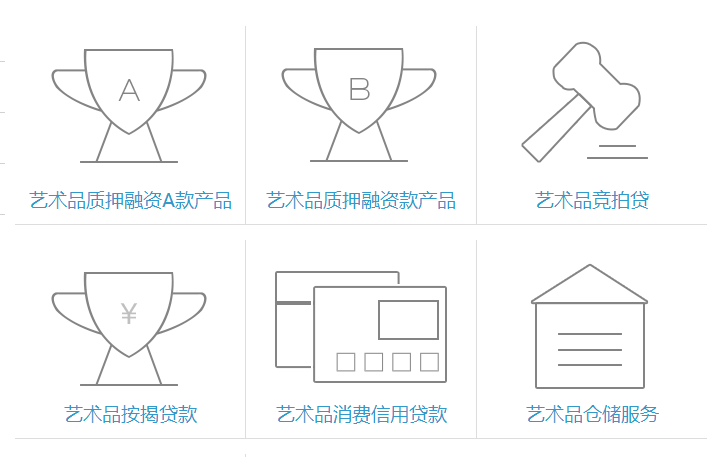 A
B
艺术品质押融资A款产品
艺术品质押融资款产品
艺术品竞拍贷
¥
艺术品按揭贷款
艺术品消费信用贷款
艺术品仓储服务